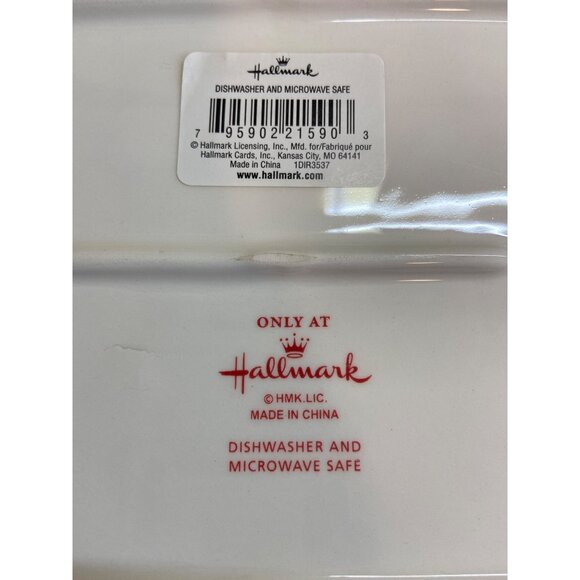 Hallmark
DISHWASHER AND MICROWAVE SAFE
7 95902 21590 3
© Hallmark Licensing, Inc., Mfd. for/Fabriqué pour
Hallmark Cards, Inc., Kansas City, MO 64141
Made in China 1DIR3537
www.hallmark.com
ONLY AT
Hallmark
© HMK.LIC.
MADE IN CHINA
DISHWASHER AND
MICROWAVE SAFE